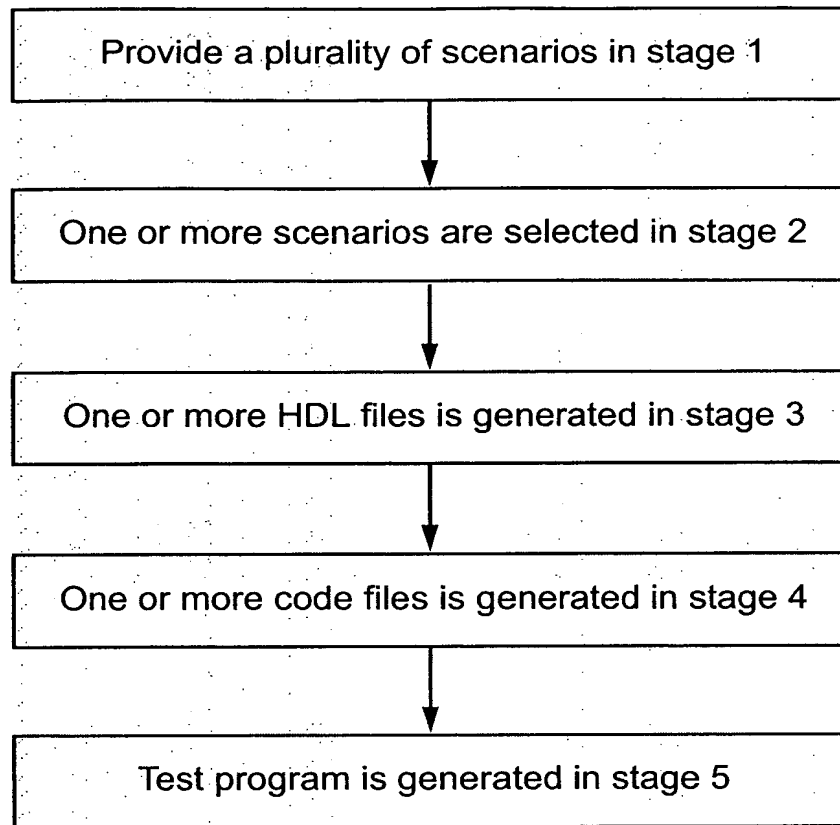 Provide a plurality of scenarios in stage 1
One or more scenarios are selected in stage 2
One or more HDL files is generated in stage 3
One or more code files is generated in stage 4
Test program is generated in stage 5